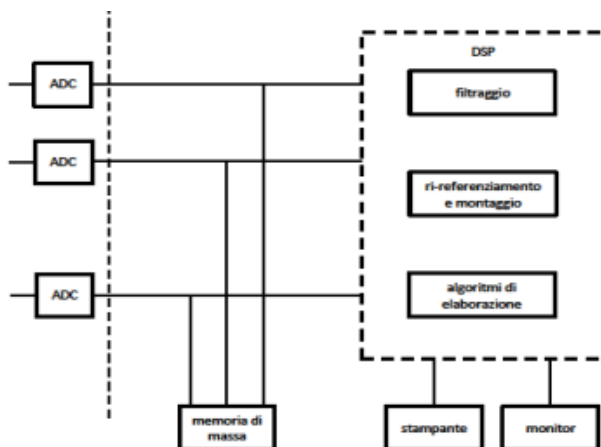 DSP
ADC
filtraggio
ADC
ri-referenziamento
e montaggio
ADC
algoritmi di
elaborazione
memoria di
massa
stampante
monitor